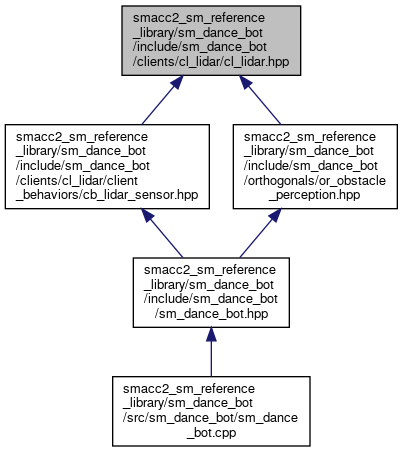 smacc2_sm_reference
_library/sm_dance_bot
/include/sm_dance_bot
/clients/cl_lidar/cl_lidar.hpp
smacc2_sm_reference
_library/sm_dance_bot
/include/sm_dance_bot
/clients/cl_lidar/client
_behaviors/cb_lidar_sensor.hpp
smacc2_sm_reference
_library/sm_dance_bot
/include/sm_dance_bot
/orthogonals/or_obstacle
_perception.hpp
smacc2_sm_reference
_library/sm_dance_bot
/include/sm_dance_bot
/sm_dance_bot.hpp
smacc2_sm_reference
_library/sm_dance_bot
/src/sm_dance_bot/sm_dance
_bot.cpp